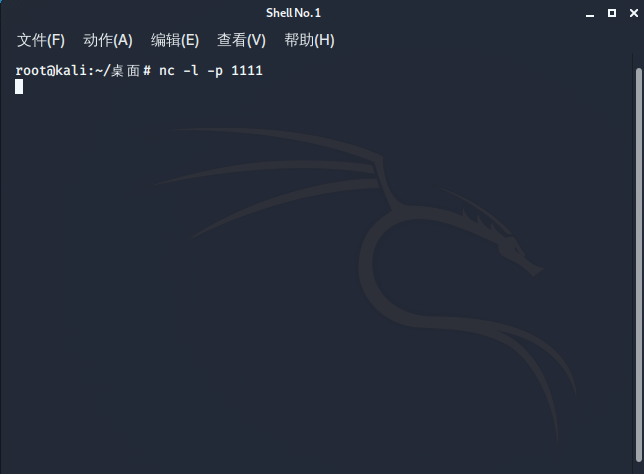 Shell No. 1
文件(F) 动作(A) 编辑(E) 查看(V) 帮助(H)
root@kali:~/桌面# nc -l -p 1111